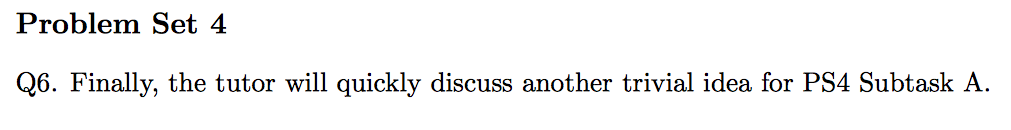 Problem Set 4
Q6. Finally, the tutor will quickly discuss another trivial idea for PS4 Subtask A.